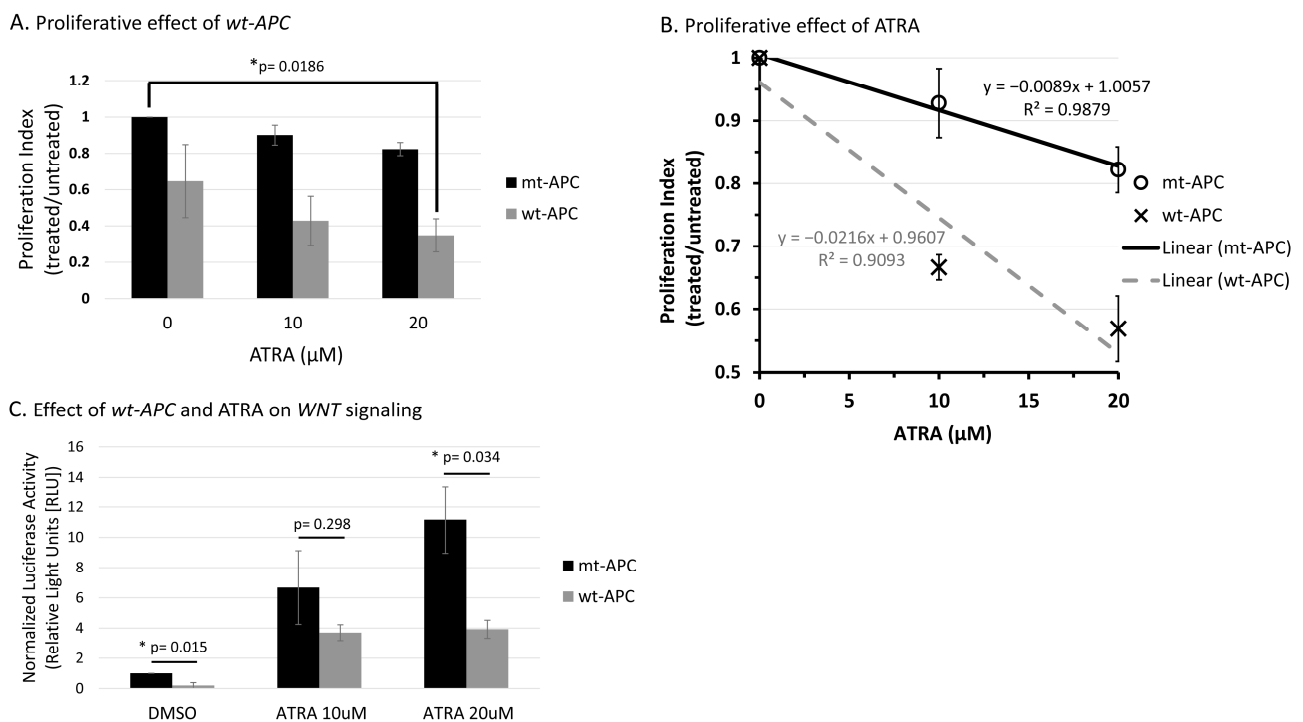 A. Proliferative effect of wt-APC
*p= 0.0186
1.2
1
0.8
0.6
0.4
0.2
0
Proliferation Index
(treated/untreated)
0
10
20
ATRA (µM)
mt-APC
wt-APC
B. Proliferative effect of ATRA
1
0.9
0.8
0.7
0.6
0.5
Proliferation Index
(treated/untreated)
y = −0.0089x + 1.0057
R² = 0.9879
y = −0.0216x + 0.9607
R² = 0.9093
0
5
10
15
20
ATRA (µM)
mt-APC
wt-APC
Linear (mt-APC)
Linear (wt-APC)
C. Effect of wt-APC and ATRA on WNT signaling
16
14
12
10
8
6
4
2
0
Normalized Luciferase Activity
(Relative Light Units [RLU])
* p= 0.015
p= 0.298
* p= 0.034
DMSO
ATRA 10uM
ATRA 20uM
mt-APC
wt-APC